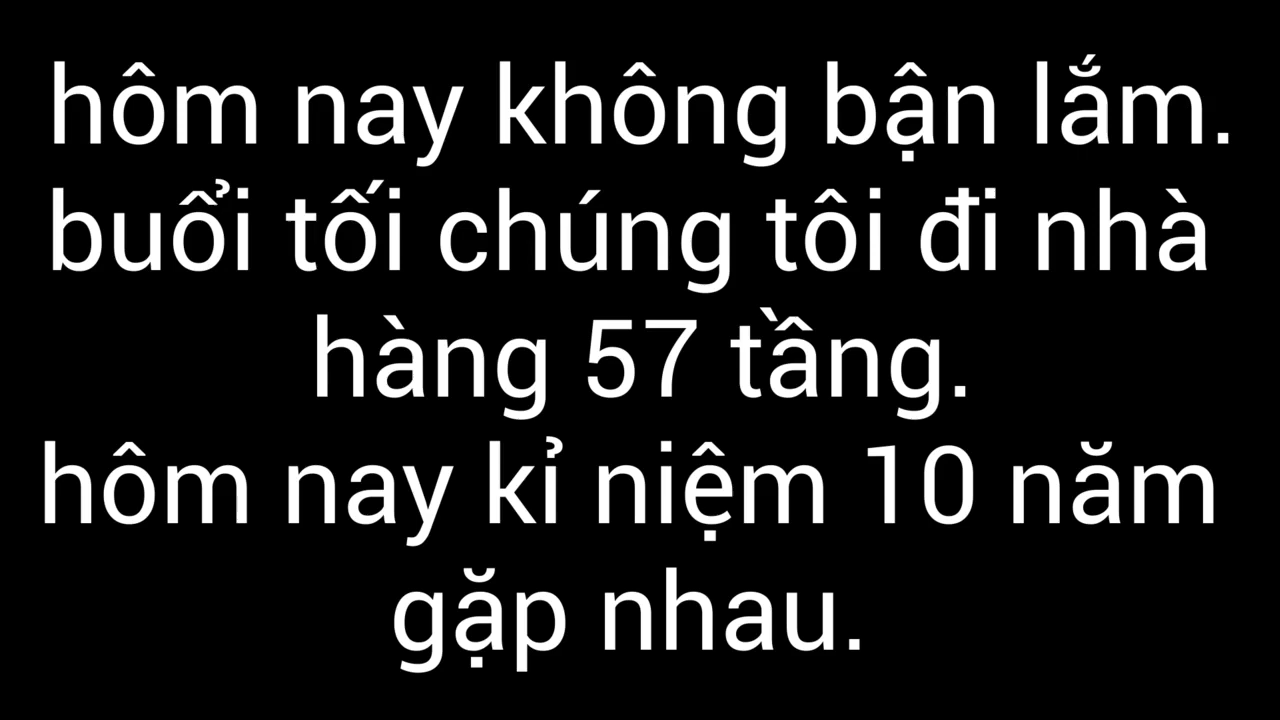 hôm nay không bận lắm.
buổi tối chúng tôi đi nhà
hàng 57 tầng.
hôm nay kỉ niệm 10 năm
gặp nhau.